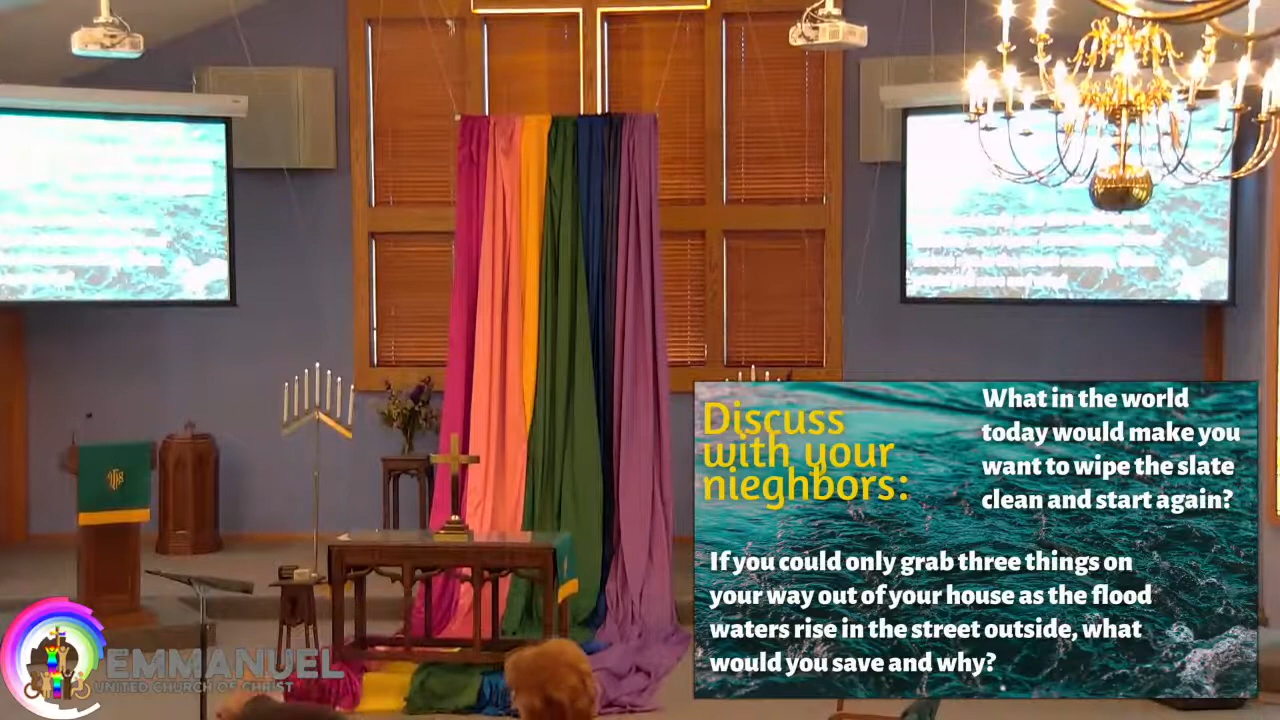 Discuss
with your
nieghbors:
What in the world
today would make you
want to wipe the slate
clean and start again?
If you could only grab three things on
your way out of your house as the flood
waters rise in the street outside, what
would you save and why?
EMMANUEL
UNITED CHURCH OF CHRIST